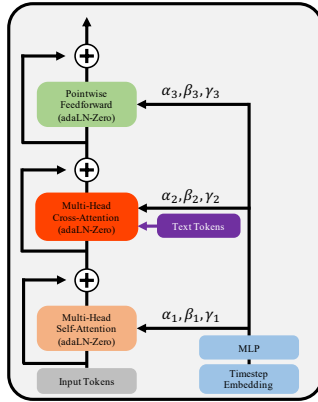 Pointwise
Feedforward
(adaLN-Zero)
α₃, β₃, γ₃
Multi-Head
Cross-Attention
(adaLN-Zero)
α₂, β₂, γ₂
Text Tokens
Multi-Head
Self-Attention
(adaLN-Zero)
α₁, β₁, γ₁
MLP
Input Tokens
Timestep
Embedding